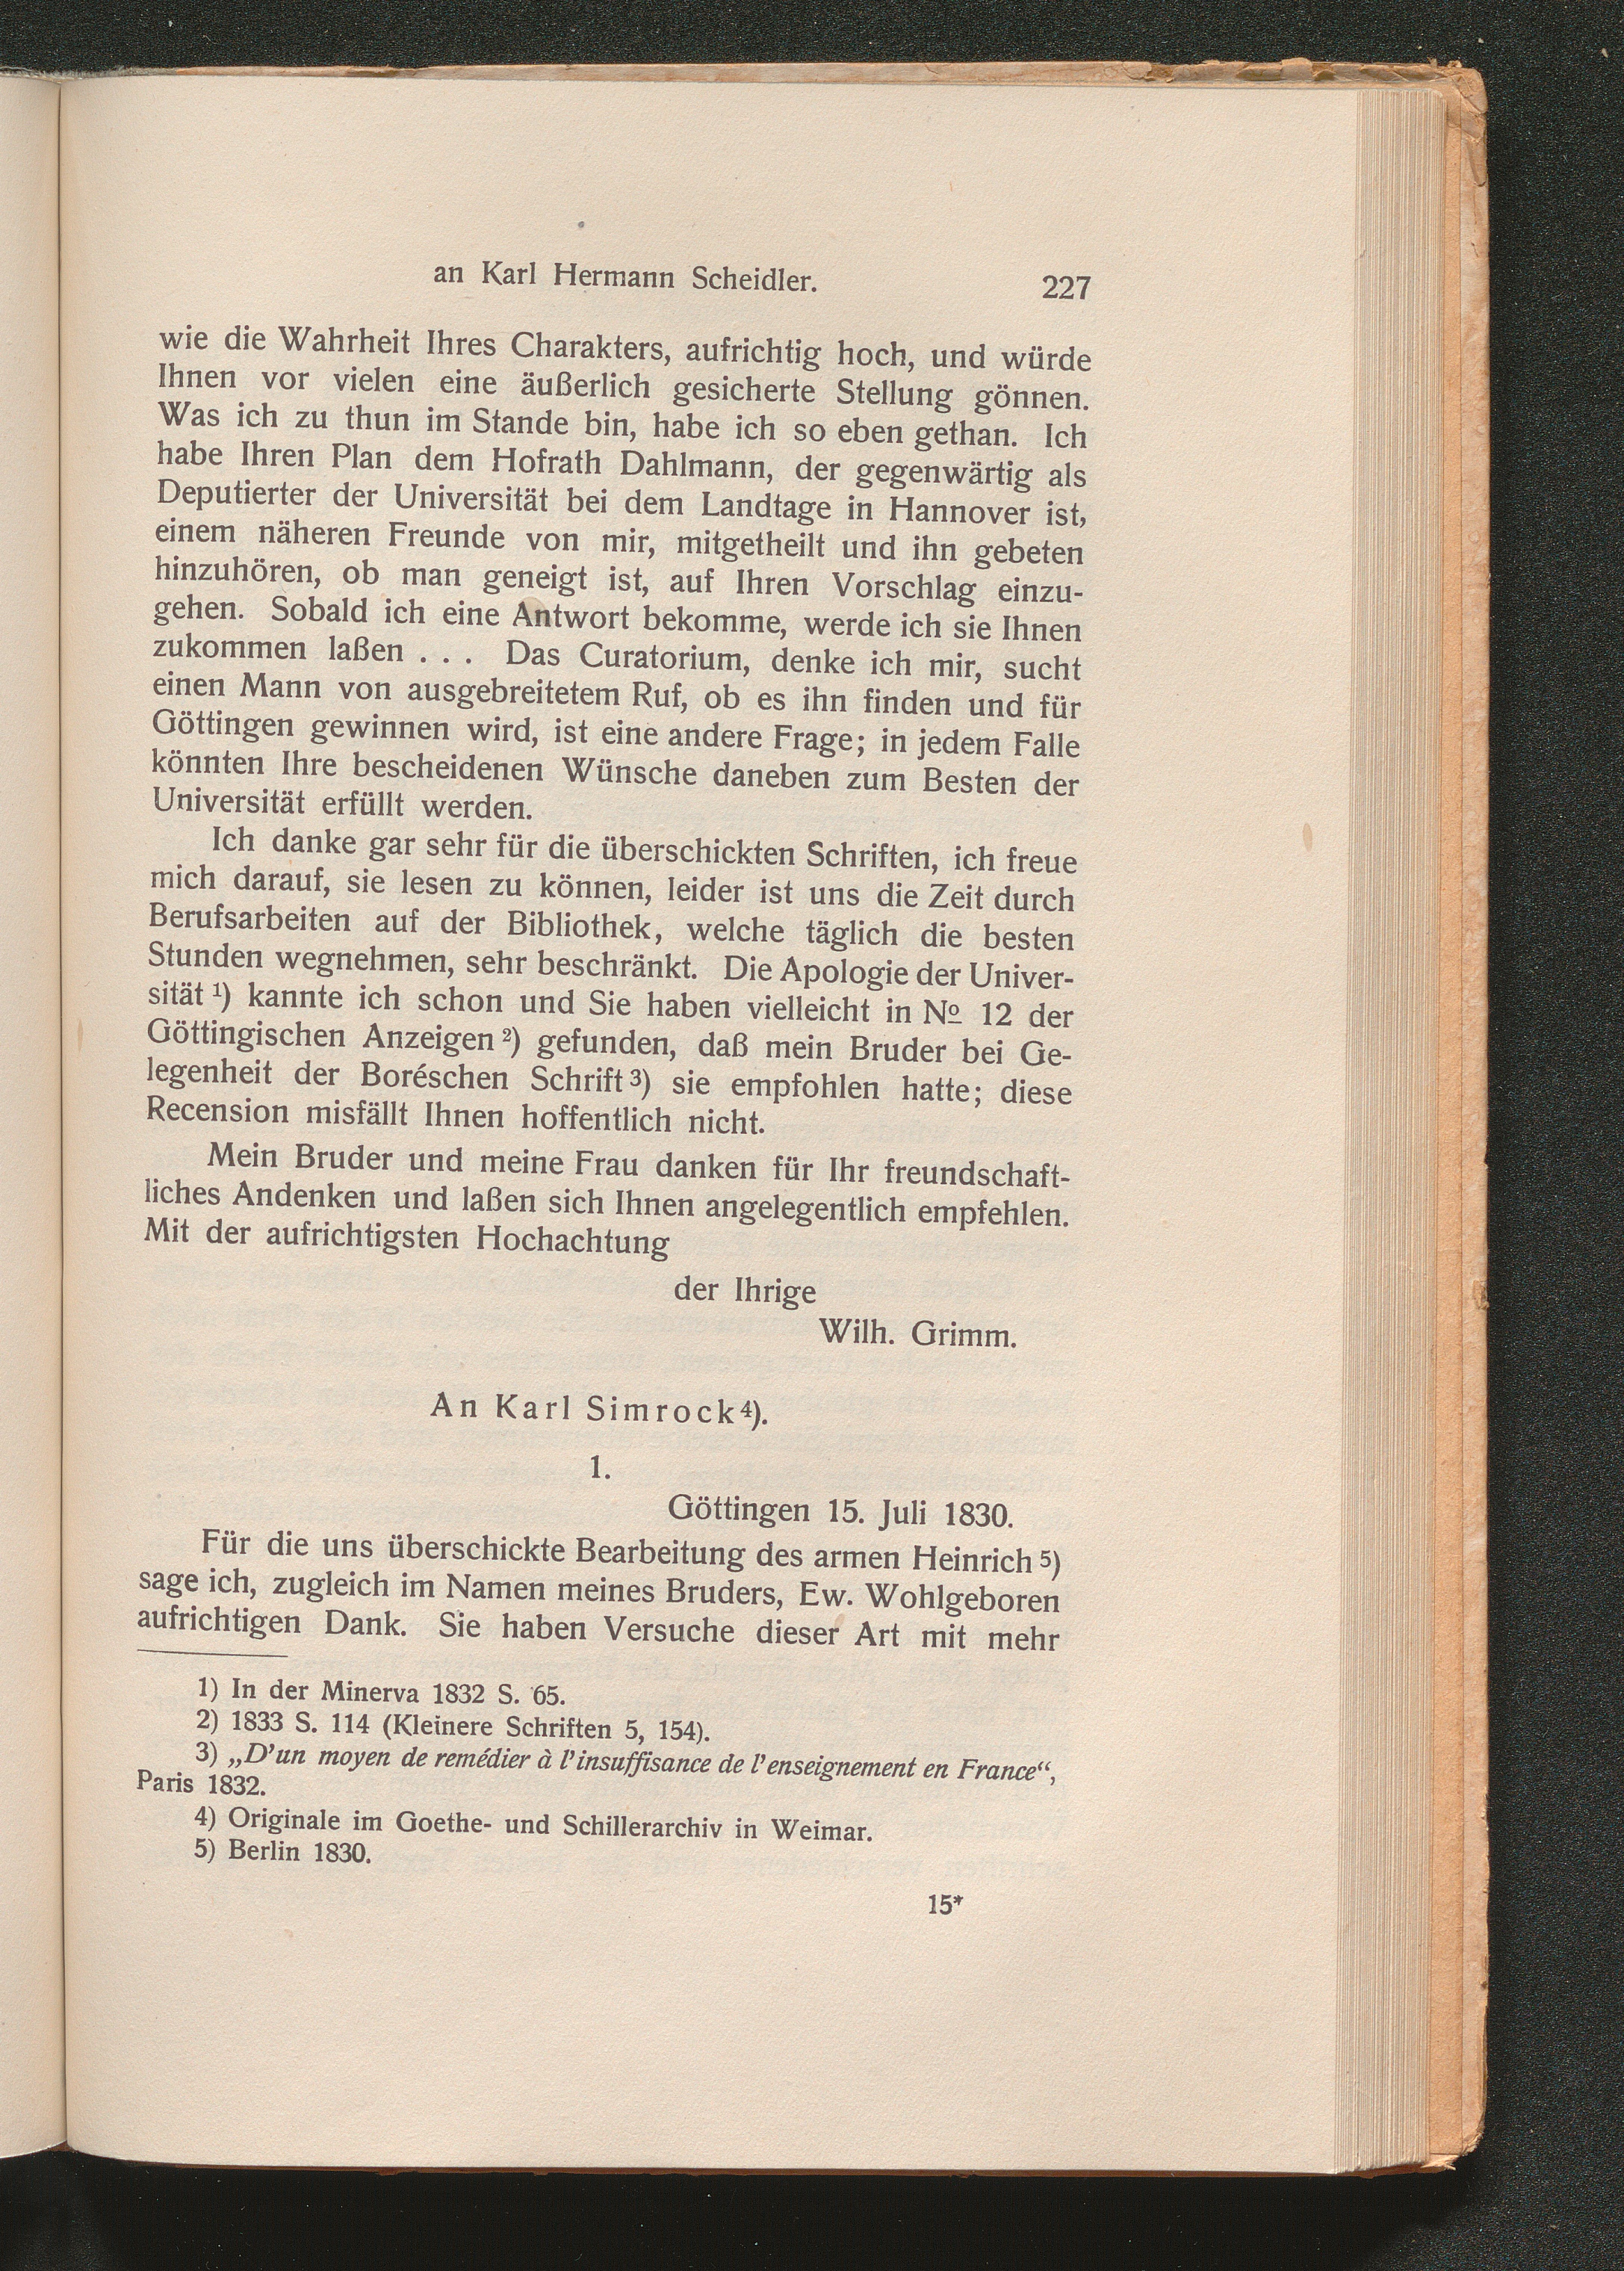 an Karl Hermann Scheidler.
227
wie die Wahrheit Ihres Charakters, aufrichtig hoch, und würde
Ihnen vor vielen eine äußerlich gesicherte Stellung gönnen.
Was ich zu thun im Stande bin, habe ich so eben gethan. Ich
habe Ihren Plan dem Hofrath Dahlmann, der gegenwärtig als
Deputierter der Universität bei dem Landtage in Hannover ist,
einem näheren Freunde von mir, mitgetheilt und ihn gebeten
hinzuhören, ob man geneigt ist, auf Ihren Vorschlag einzu-
gehen. Sobald ich eine Antwort bekomme, werde ich sie Ihnen
zukommen laßen . . . Das Curatorium, denke ich mir, sucht
einen Mann von ausgebreitetem Ruf, ob es ihn finden und für
Göttingen gewinnen wird, ist eine andere Frage; in jedem Falle
könnten Ihre bescheidenen Wünsche daneben zum Besten der
Universität erfüllt werden.
Ich danke gar sehr für die überschickten Schriften, ich freue
mich darauf, sie lesen zu können, leider ist uns die Zeit durch
Berufsarbeiten auf der Bibliothek, welche täglich die besten
Stunden wegnehmen, sehr beschränkt. Die Apologie der Univer-
sität ¹) kannte ich schon und Sie haben vielleicht in Nº 12 der
Göttingischen Anzeigen ²) gefunden, daß mein Bruder bei Ge-
legenheit der Boréschen Schrift ³) sie empfohlen hatte; diese
Recension misfällt Ihnen hoffentlich nicht.
Mein Bruder und meine Frau danken für Ihr freundschaft-
liches Andenken und laßen sich Ihnen angelegentlich empfehlen.
Mit der aufrichtigsten Hochachtung
der Ihrige
Wilh. Grimm.
An Karl Simrock ⁴).
1.
Göttingen 15. Juli 1830.
Für die uns überschickte Bearbeitung des armen Heinrich ⁵)
sage ich, zugleich im Namen meines Bruders, Ew. Wohlgeboren
aufrichtigen Dank. Sie haben Versuche dieser Art mit mehr
1) In der Minerva 1832 S. 65.
2) 1833 S. 114 (Kleinere Schriften 5, 154).
3) „D'un moyen de remédier à l'insuffisance de l'enseignement en France“,
Paris 1832.
4) Originale im Goethe- und Schillerarchiv in Weimar.
5) Berlin 1830.
15*